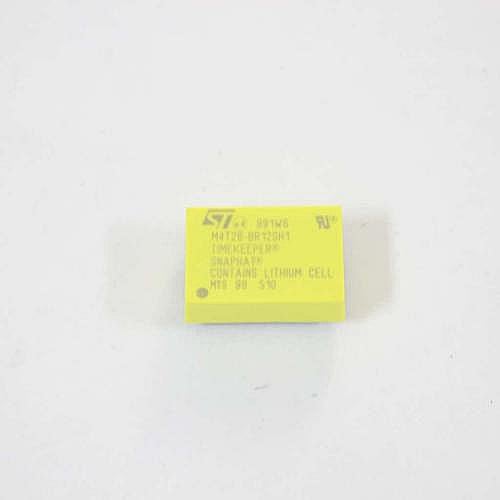 ST 991W6
M4T28-BR12SH1
TIMEKEEPER®
SNAPHAT®
CONTAINS LITHIUM CELL
MYS 99 S10